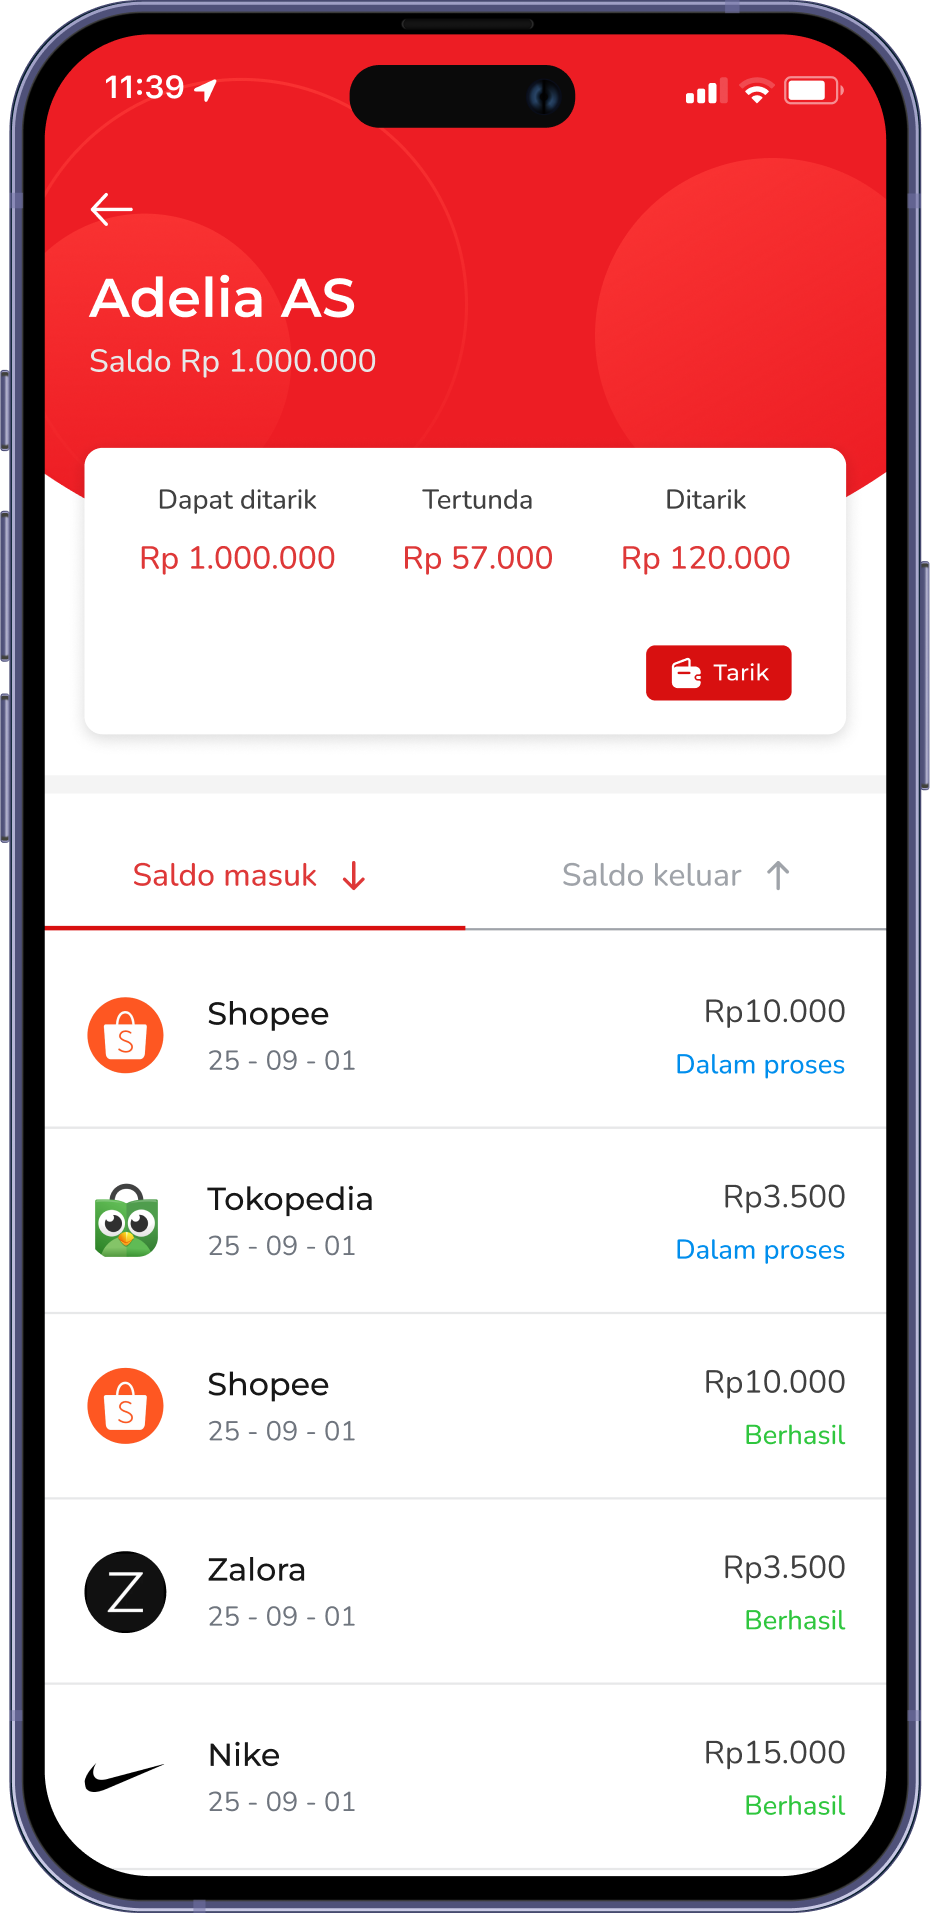 11:39
Adelia AS
Saldo Rp 1.000.000
Dapat ditarik Tertunda Ditarik
Rp 1.000.000 Rp 57.000 Rp 120.000
Tarik
Saldo masuk Saldo keluar
S
Shopee Rp10.000
25 - 09 - 01 Dalam proses
Tokopedia Rp3.500
25 - 09 - 01 Dalam proses
S
Shopee Rp10.000
25 - 09 - 01 Berhasil
Z
Zalora Rp3.500
25 - 09 - 01 Berhasil
Nike Rp15.000
25 - 09 - 01 Berhasil